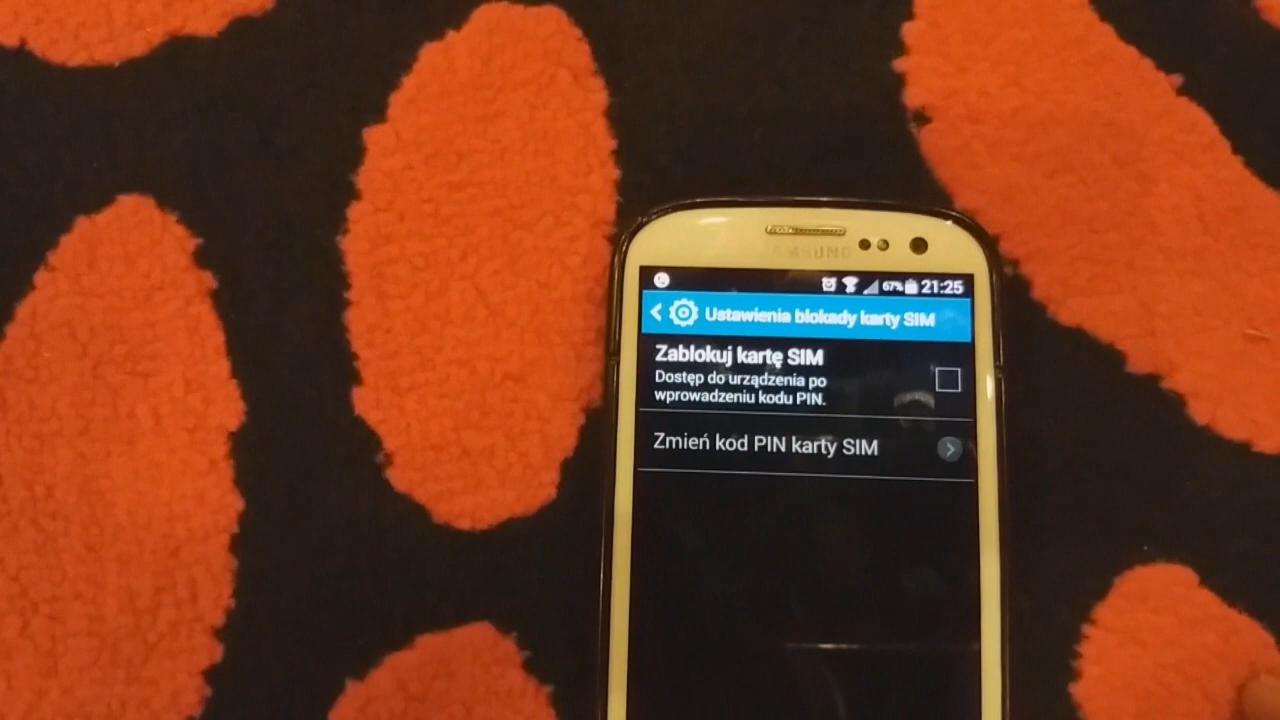 SAMSUNG
67% 21:25
Ustawienia blokady karty SIM
Zablokuj kartę SIM
Dostęp do urządzenia po
wprowadzeniu kodu PIN.
Zmień kod PIN karty SIM